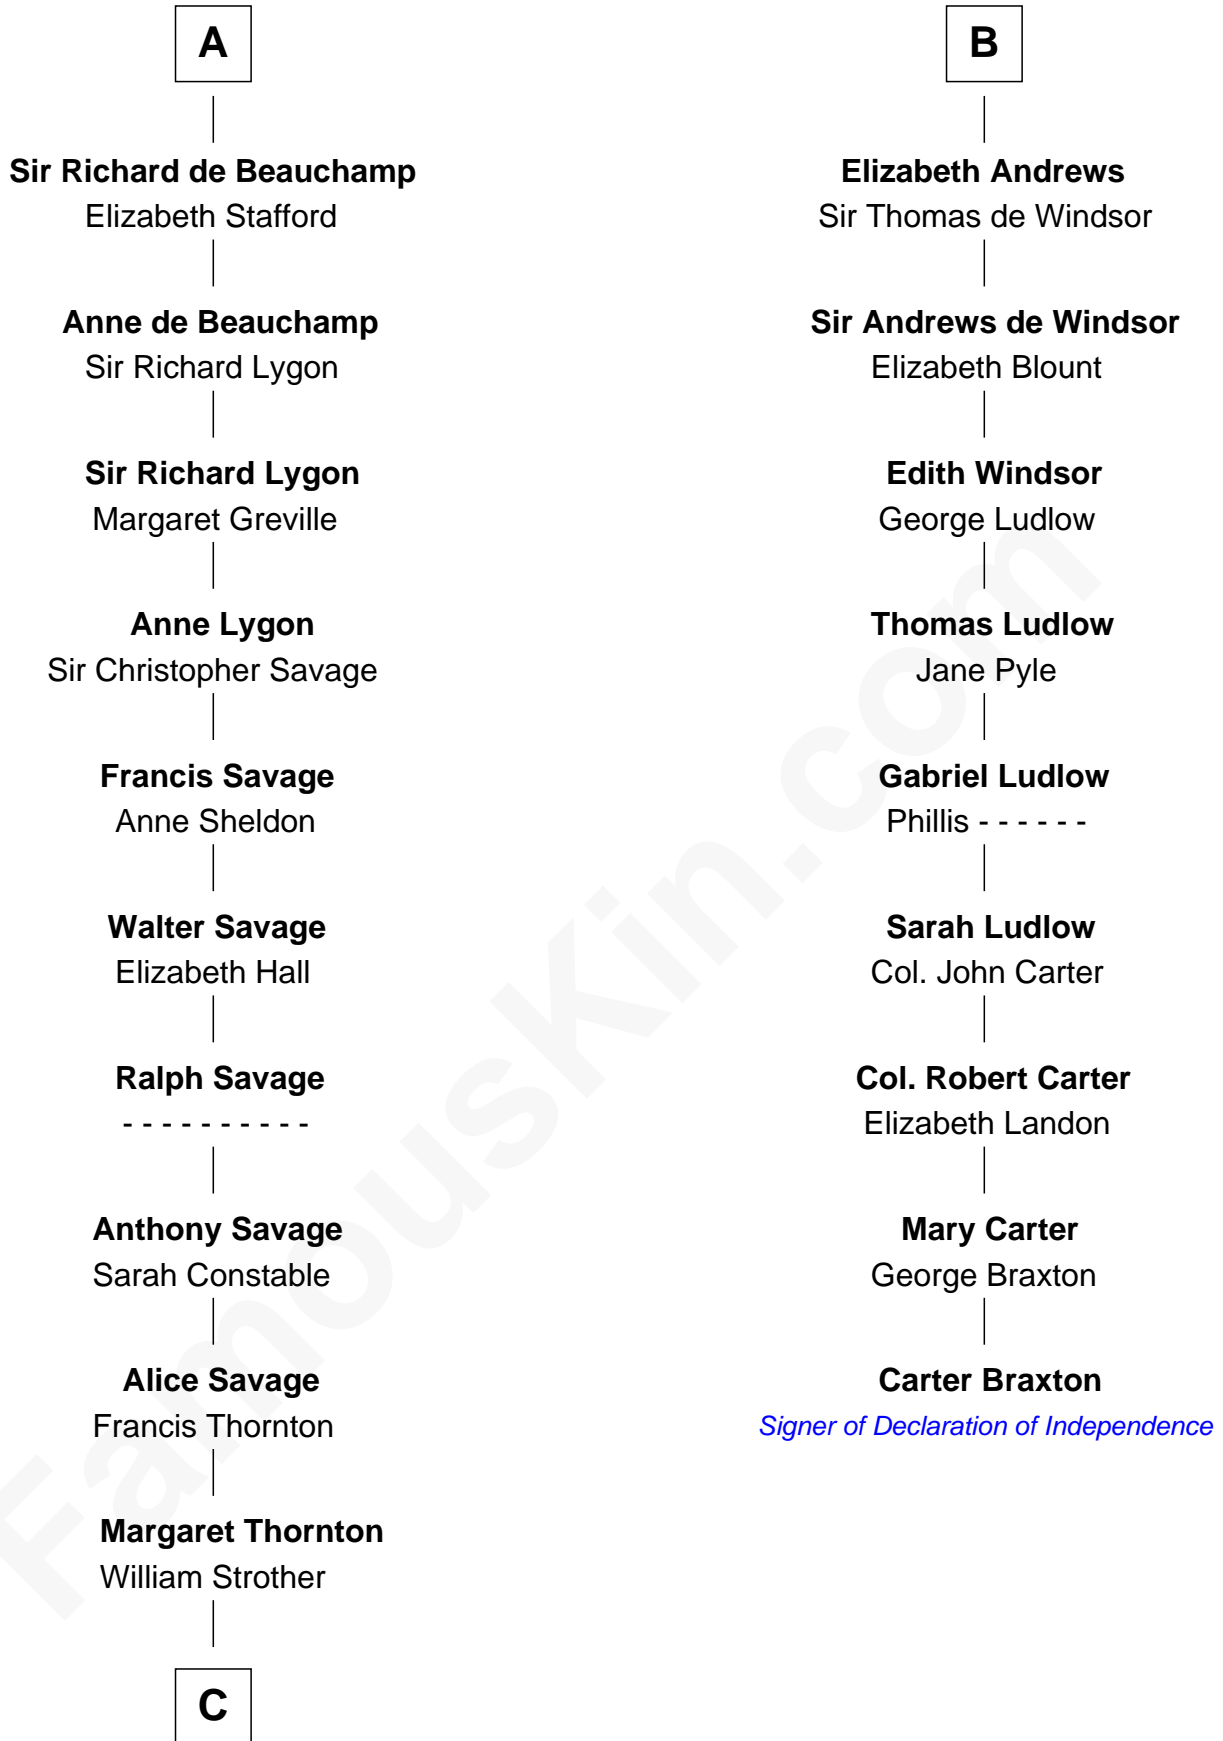 A
Sir Richard de Beauchamp
Elizabeth Stafford
Anne de Beauchamp
Sir Richard Lygon
Sir Richard Lygon
Margaret Greville
Anne Lygon
Sir Christopher Savage
Francis Savage
Anne Sheldon
Walter Savage
Elizabeth Hall
Ralph Savage
- - - - - - - - - -
Anthony Savage
Sarah Constable
Alice Savage
Francis Thornton
Margaret Thornton
William Strother
C
B
Elizabeth Andrews
Sir Thomas de Windsor
Sir Andrews de Windsor
Elizabeth Blount
Edith Windsor
George Ludlow
Thomas Ludlow
Jane Pyle
Gabriel Ludlow
Phillis - - - - - -
Sarah Ludlow
Col. John Carter
Col. Robert Carter
Elizabeth Landon
Mary Carter
George Braxton
Carter Braxton
Signer of Declaration of Independence
FamousKin.com